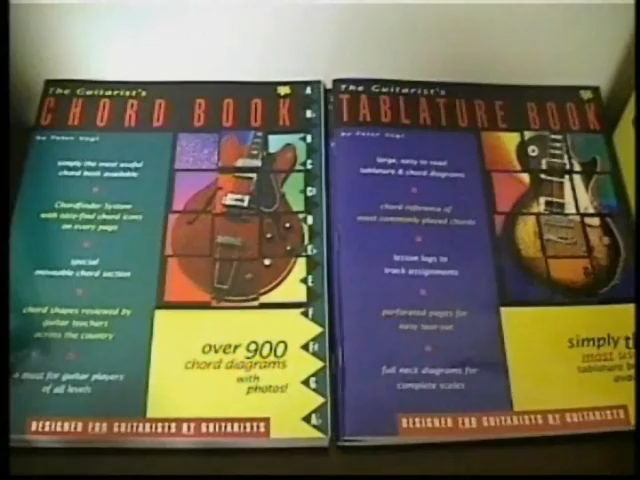 The Guitarist's
CHORD BOOK
by Peter Vogl
simply the most useful
chord book available
Chordfinder System
with easy-find chord icons
on every page
special
moveable chord section
chord shapes reviewed by
guitar teachers
across the country
a must for guitar players
of all levels
over 900
chord diagrams
with
photos!
DESIGNED FOR GUITARISTS BY GUITARISTS
A
B♭
B
C
C#
D
E♭
E
F
F#
G
A♭
The Guitarist's
TABLATURE BOOK
by Peter Vogl
large, easy to read
tablature & chord diagrams
chord reference of
most commonly played chords
lesson logs to
track assignments
perforated pages for
easy tear-out
full neck diagrams for
complete scales
simply
most
tablature
DESIGNED FOR GUITARISTS BY GUITARISTS